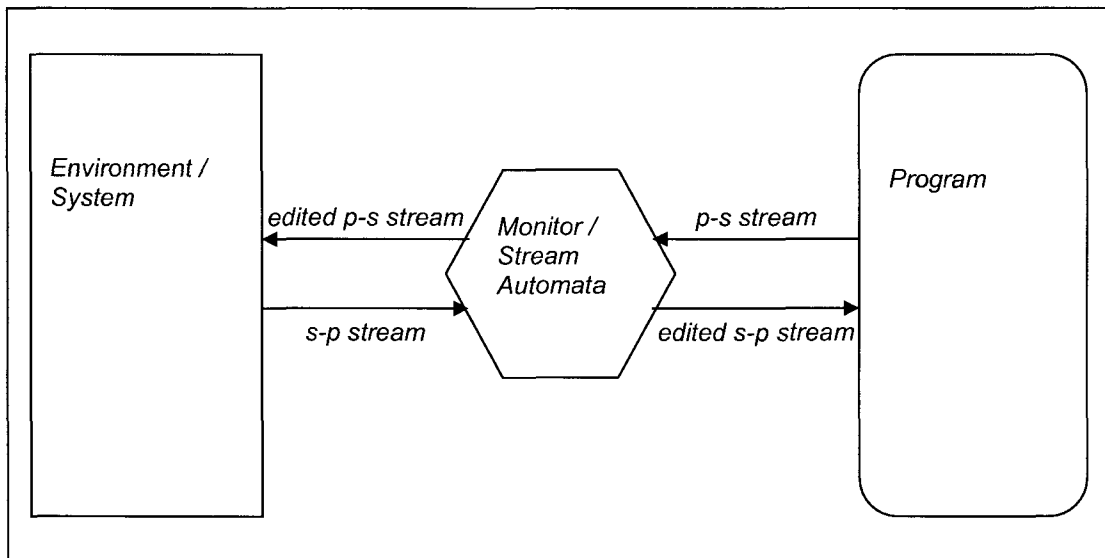 Environment /
System
edited p-s stream
s-p stream
Monitor /
Stream
Automata
p-s stream
edited s-p stream
Program